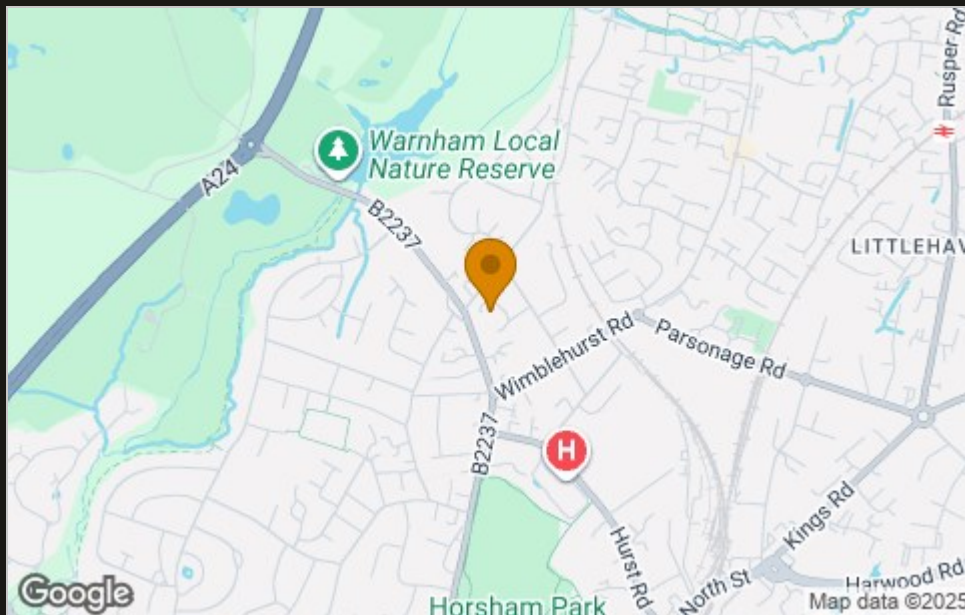 Rusper Rd
Warnham Local
Nature Reserve
A24
B2237
LITTLEHAV
Wimblehurst Rd
Parsonage Rd
B2237
H
Kings Rd
Hurst Rd
North St
Harwood Rd
Horsham Park
Google
Map data ©2025